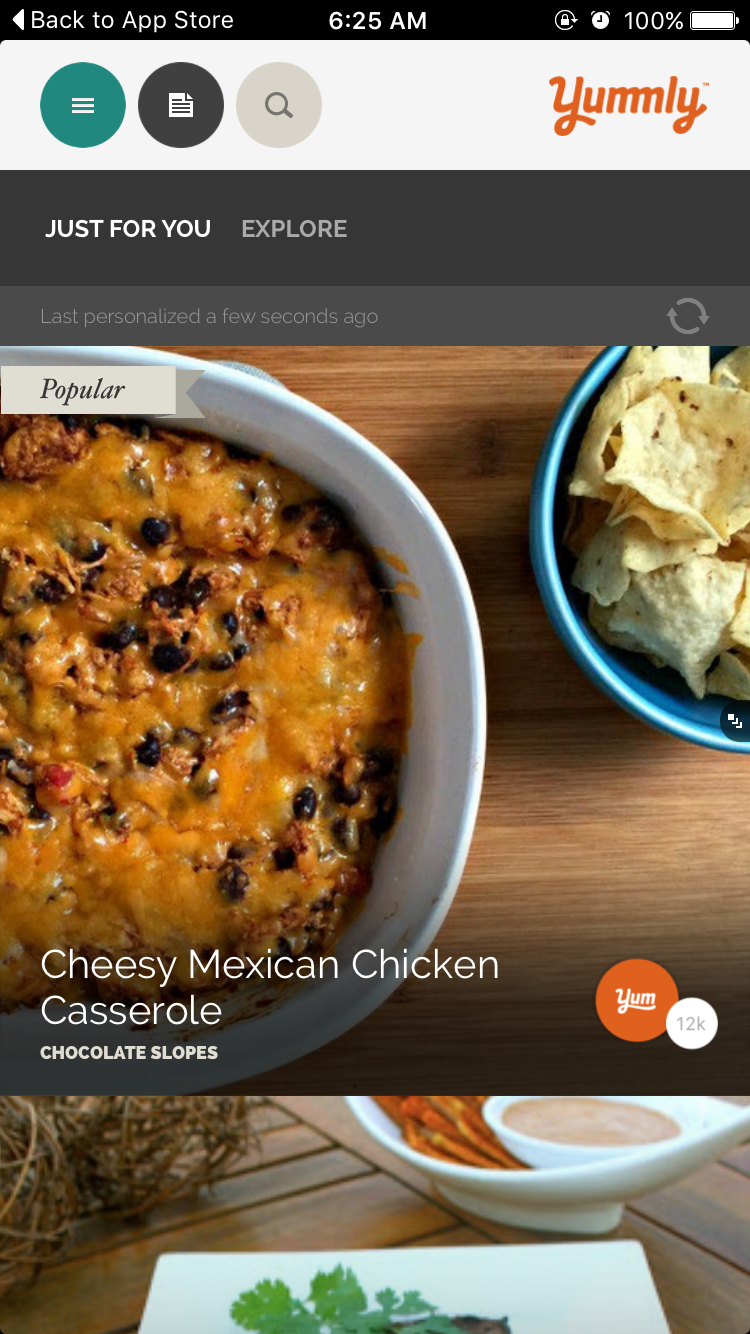 Back to App Store 6:25 AM 100%
Yummly™
JUST FOR YOU EXPLORE
Last personalized a few seconds ago
Popular
Cheesy Mexican Chicken
Casserole
Yum
12k
CHOCOLATE SLOPES